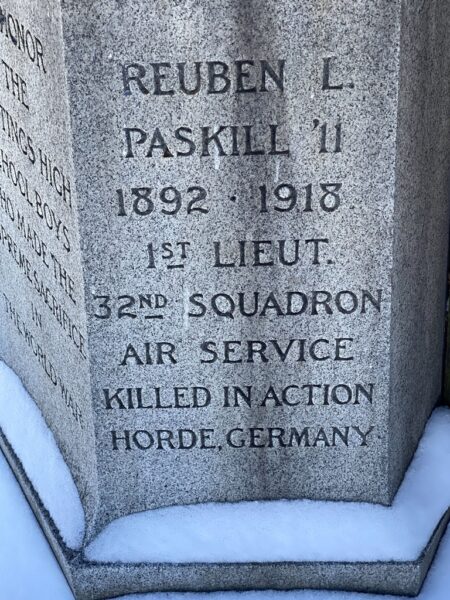 HONOR
THE
TINGS HIGH
CHOOL BOYS
HO MADE THE
PREME SACRIFICE
IN
THE WORLD WAR
REUBEN L.
PASKILL '11
1892 · 1918
1ST LIEUT.
32ND SQUADRON
AIR SERVICE
KILLED IN ACTION
HORDE, GERMANY